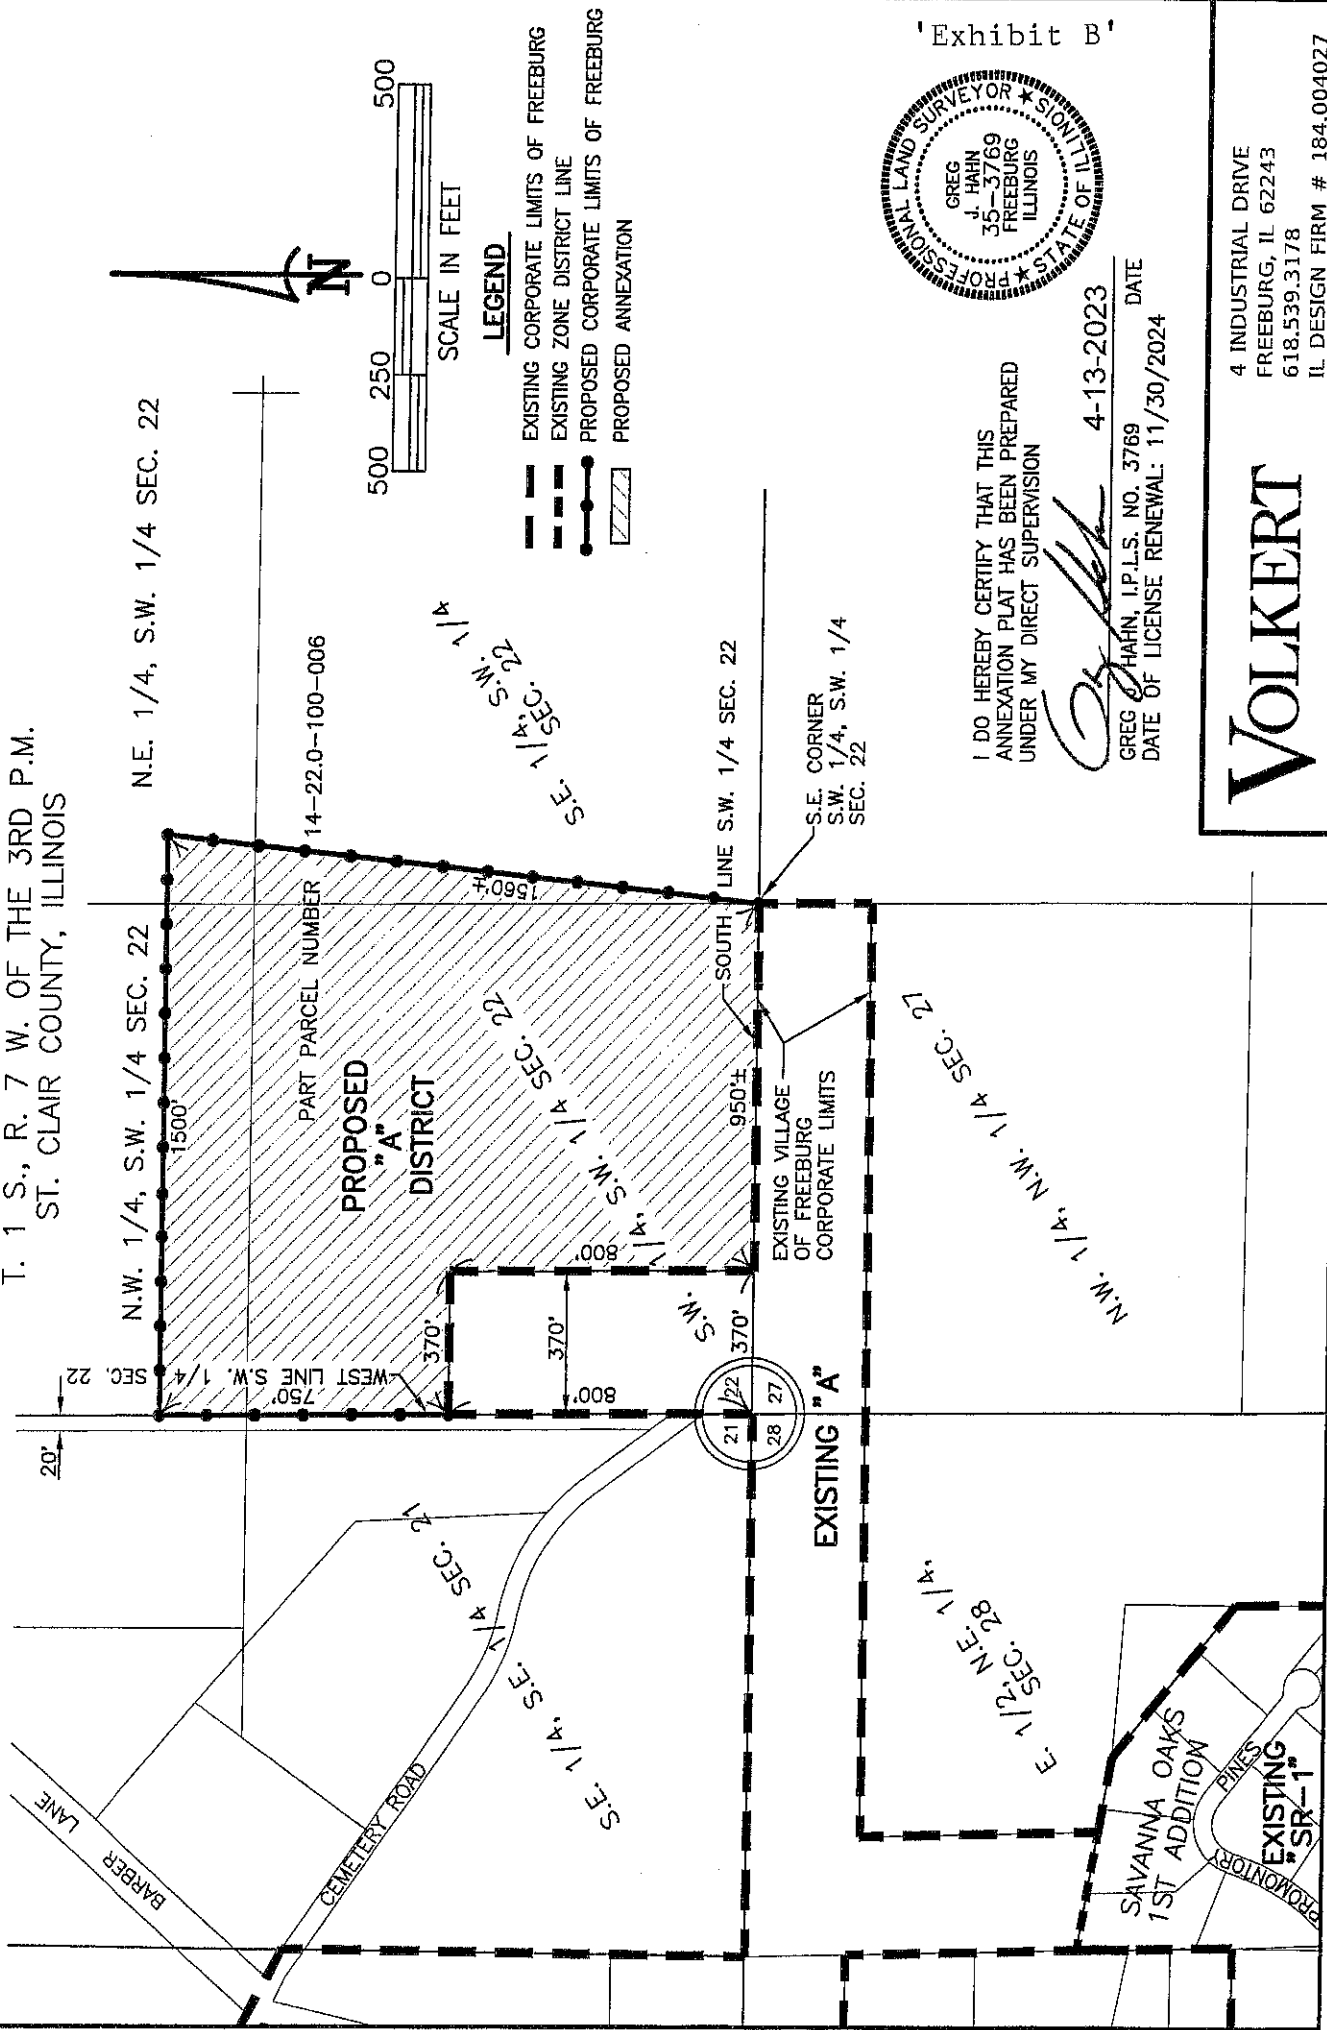 T. 1 S., R. 7 W. OF THE 3RD P.M.
ST. CLAIR COUNTY, ILLINOIS
20'
WEST LINE S.W. 1/4 SEC. 22
N.W. 1/4, S.W. 1/4 SEC. 22
N.E. 1/4, S.W. 1/4 SEC. 22
1500'
750'
PART PARCEL NUMBER 14-22.0-100-006
PROPOSED
"A"
DISTRICT
1560'±
S.W. 1/4, S.W. 1/4 SEC. 22
S.E. 1/4, S.W. 1/4
SEC. 22
370'
370'
370'
800'
800'
950'±
SOUTH LINE S.W. 1/4 SEC. 22
S.E. CORNER
S.W. 1/4, S.W. 1/4
SEC. 22
EXISTING VILLAGE
OF FREEBURG
CORPORATE LIMITS
21
22
28
27
EXISTING "A"
BARBER LANE
CEMETERY ROAD
S.E. 1/4, S.E. 1/4 SEC. 21
N.W. 1/4, N.W. 1/4 SEC. 27
E. 1/2, N.E. 1/4,
SEC. 28
SAVANNA OAKS
1ST ADDITION
PROMONTORY PINES
EXISTING
"SR-1"
N
500 250 0 500
SCALE IN FEET
LEGEND
EXISTING CORPORATE LIMITS OF FREEBURG
EXISTING ZONE DISTRICT LINE
PROPOSED CORPORATE LIMITS OF FREEBURG
PROPOSED ANNEXATION
'Exhibit B'
PROFESSIONAL LAND SURVEYOR
STATE OF ILLINOIS
GREG
J. HAHN
35-3769
FREEBURG
ILLINOIS
I DO HEREBY CERTIFY THAT THIS
ANNEXATION PLAT HAS BEEN PREPARED
UNDER MY DIRECT SUPERVISION
4-13-2023
GREG J. HAHN, I.P.L.S. NO. 3769 DATE
DATE OF LICENSE RENEWAL: 11/30/2024
VOLKERT
4 INDUSTRIAL DRIVE
FREEBURG, IL 62243
618.539.3178
IL DESIGN FIRM # 184.004027